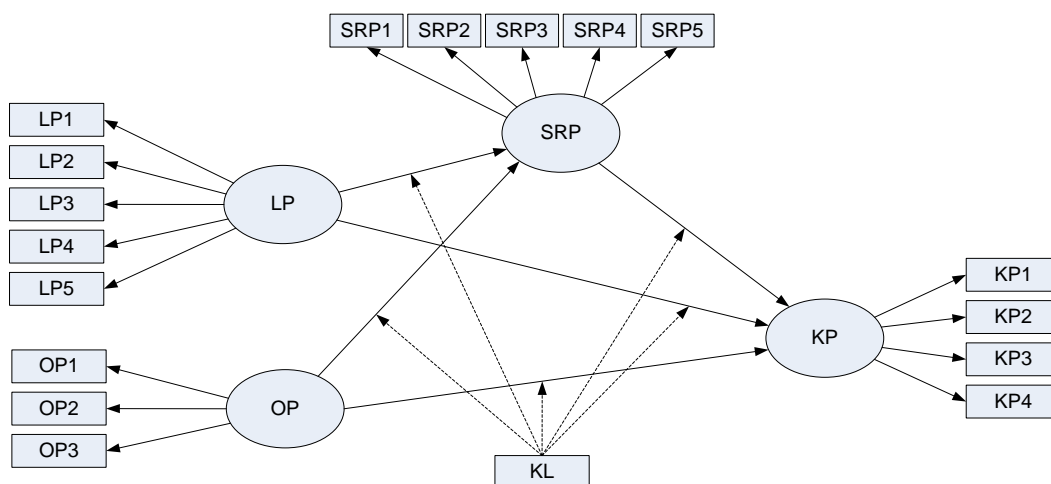 SRP1 SRP2 SRP3 SRP4 SRP5
SRP
LP1
LP2
LP3
LP4
LP5
LP
KP1
KP2
KP3
KP4
KP
OP1
OP2
OP3
OP
KL